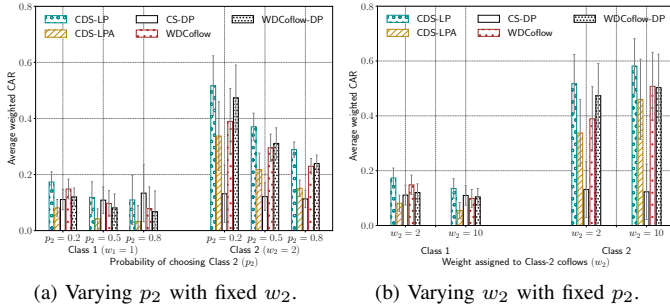 CDS-LP CS-DP WDCoflow-DP
CDS-LPA WDCoflow
Average weighted CAR
0.8
0.6
0.4
0.2
0.0
p₂ = 0.2 p₂ = 0.5 p₂ = 0.8 p₂ = 0.2 p₂ = 0.5 p₂ = 0.8
Class 1 (w₁ = 1) Class 2 (w₂ = 2)
Probability of choosing Class 2 (p₂)
(a) Varying p₂ with fixed w₂.
CDS-LP CS-DP WDCoflow-DP
CDS-LPA WDCoflow
Average weighted CAR
0.8
0.6
0.4
0.2
0.0
w₂ = 2 w₂ = 10 w₂ = 2 w₂ = 10
Class 1 Class 2
Weight assigned to Class-2 coflows (w₂)
(b) Varying w₂ with fixed p₂.